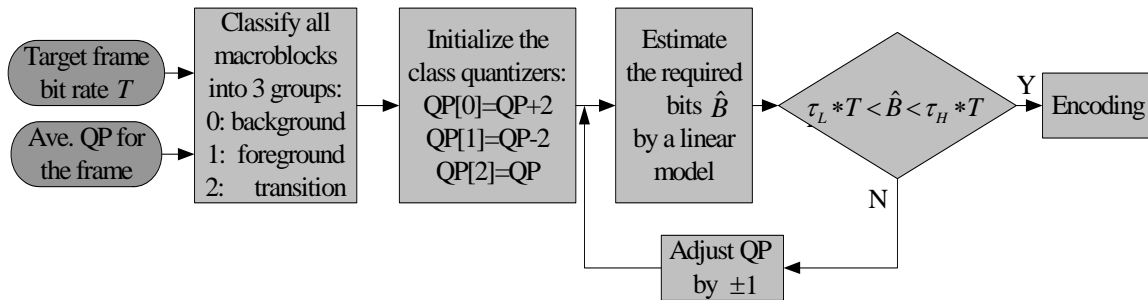 Target frame
bit rate T
Ave. QP for
the frame
Classify all
macroblocks
into 3 groups:
0: background
1: foreground
2: transition
Initialize the
class quantizers:
QP[0]=QP+2
QP[1]=QP-2
QP[2]=QP
Estimate
the required
bits B̂
by a linear
model
τ_L * T < B̂ < τ_H * T
Y
Encoding
N
Adjust QP
by ±1